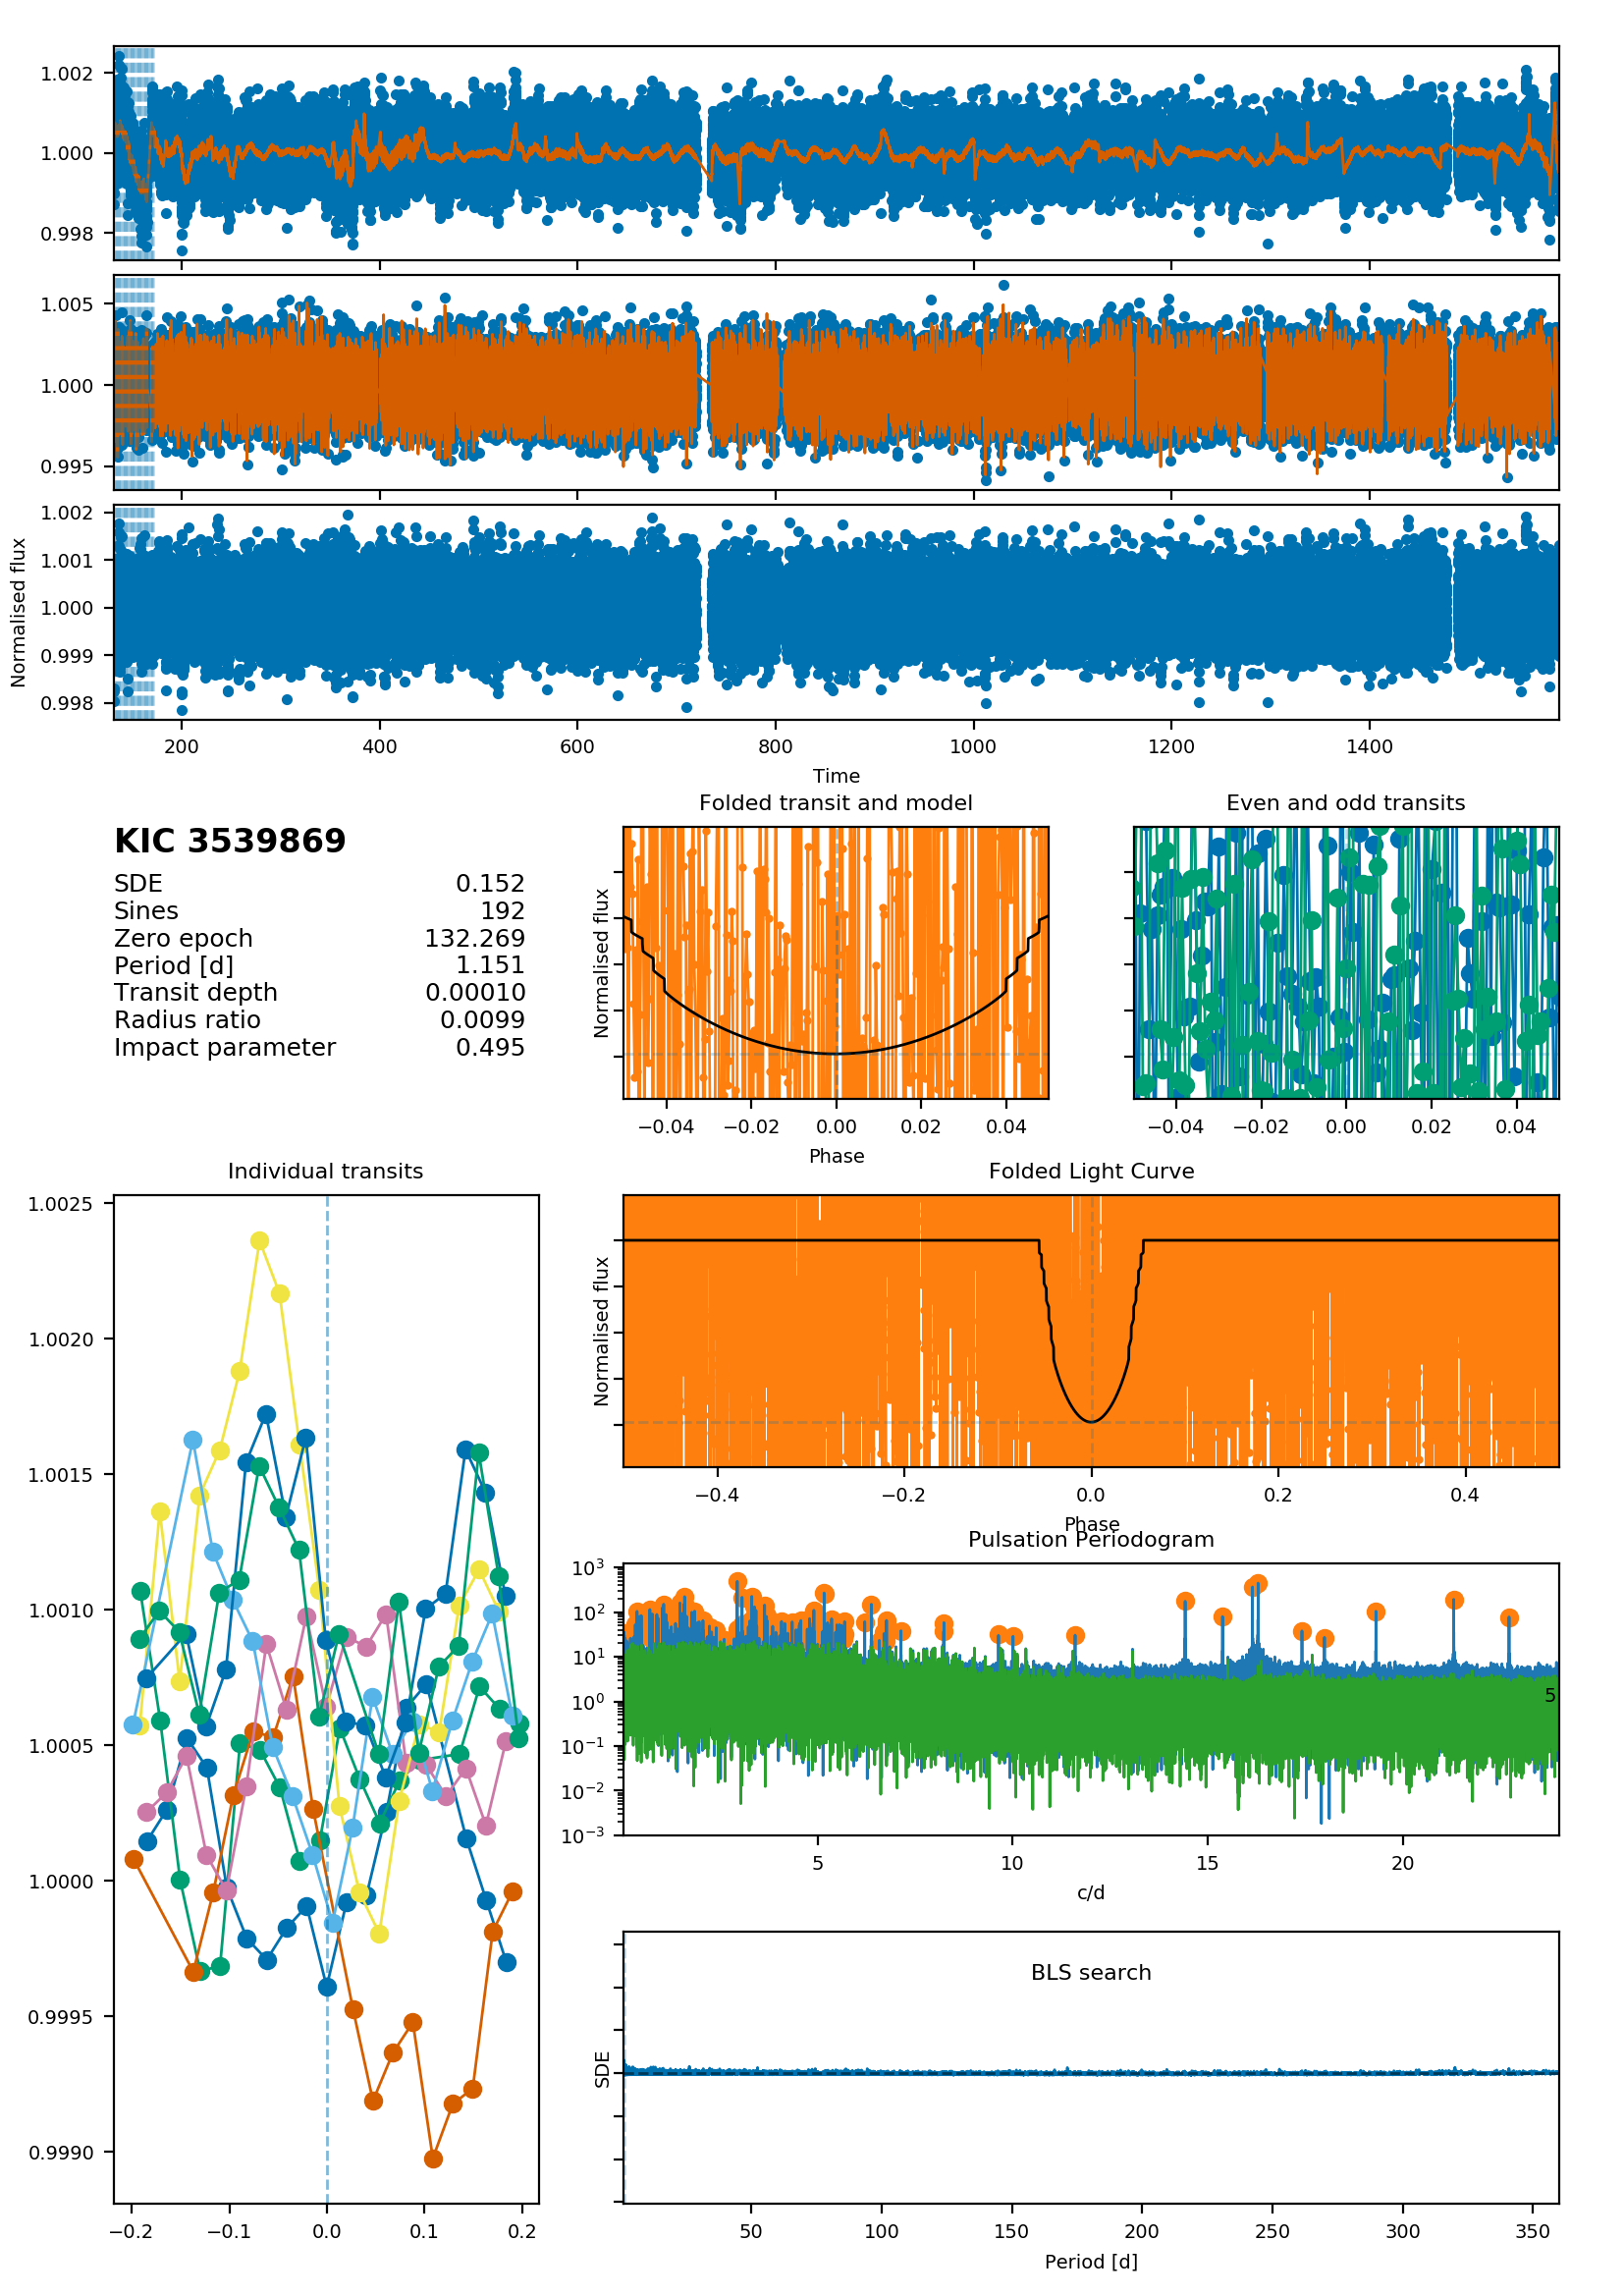 1.002
1.000
0.998
1.005
1.000
0.995
1.002
1.001
1.000
0.999
0.998
Normalised flux
200 400 600 800 1000 1200 1400
Time
KIC 3539869
SDE 0.152
Sines 192
Zero epoch 132.269
Period [d] 1.151
Transit depth 0.00010
Radius ratio 0.0099
Impact parameter 0.495
Folded transit and model
Normalised flux
−0.04 −0.02 0.00 0.02 0.04
Phase
Even and odd transits
−0.04 −0.02 0.00 0.02 0.04
Individual transits
1.0025
1.0020
1.0015
1.0010
1.0005
1.0000
0.9995
0.9990
−0.2 −0.1 0.0 0.1 0.2
Folded Light Curve
Normalised flux
−0.4 −0.2 0.0 0.2 0.4
Phase
Pulsation Periodogram
10³
10²
10¹
10⁰
10⁻¹
10⁻²
10⁻³
5
5 10 15 20
c/d
BLS search
SDE
50 100 150 200 250 300 350
Period [d]